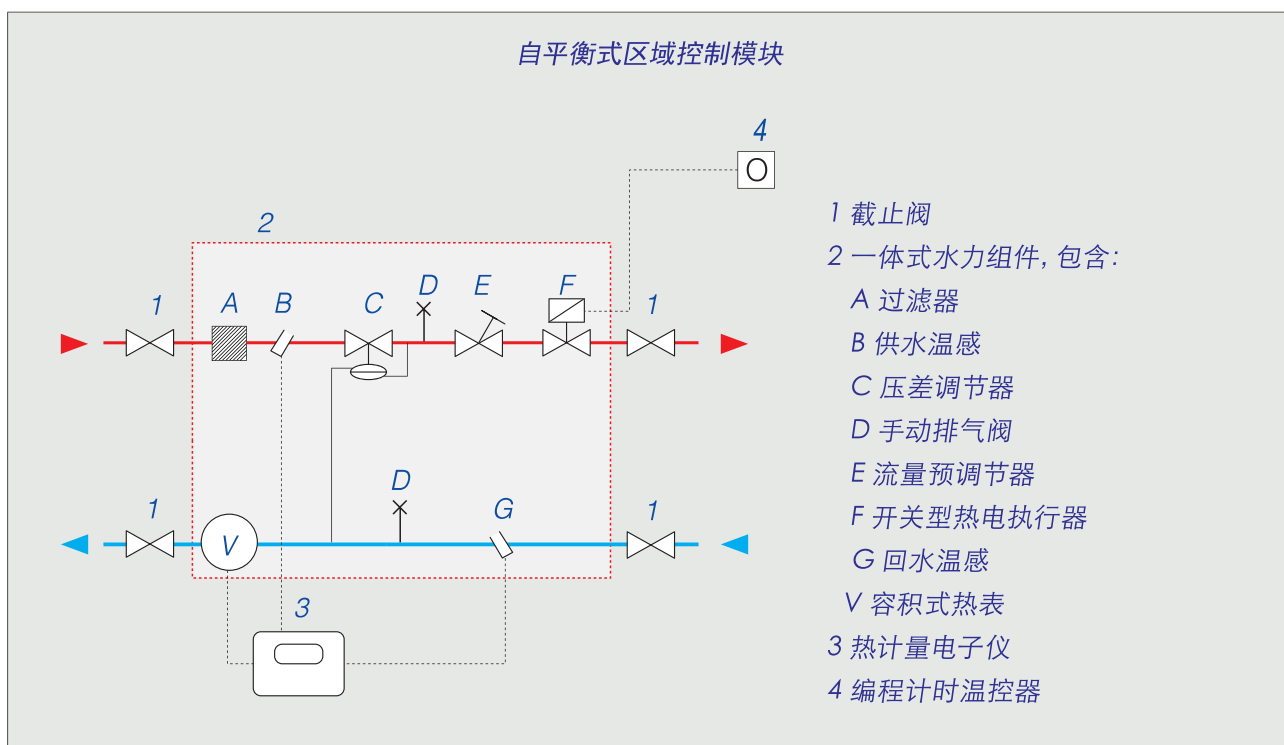 自平衡式区域控制模块
4
O
2
1
A
B
C
D
E
F
1
1
V
D
G
1
3
1 截止阀
2 一体式水力组件, 包含:
A 过滤器
B 供水温感
C 压差调节器
D 手动排气阀
E 流量预调节器
F 开关型热电执行器
G 回水温感
V 容积式热表
3 热计量电子仪
4 编程计时温控器